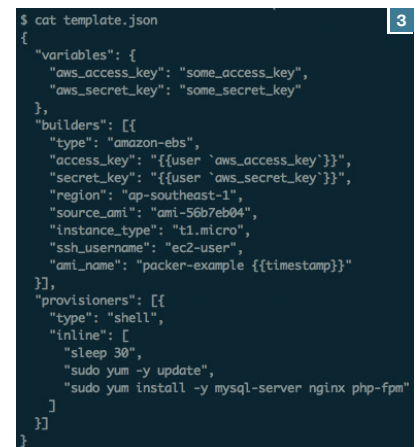 $ cat template.json
3
{
  "variables": {
    "aws_access_key": "some_access_key",
    "aws_secret_key": "some_secret_key"
  },
  "builders": [{
    "type": "amazon-ebs",
    "access_key": "{{user `aws_access_key`}}",
    "secret_key": "{{user `aws_secret_key`}}",
    "region": "ap-southeast-1",
    "source_ami": "ami-56b7eb04",
    "instance_type": "t1.micro",
    "ssh_username": "ec2-user",
    "ami_name": "packer-example {{timestamp}}"
  }],
  "provisioners": [{
    "type": "shell",
    "inline": [
      "sleep 30",
      "sudo yum -y update",
      "sudo yum install -y mysql-server nginx php-fpm"
    ]
  }]
}